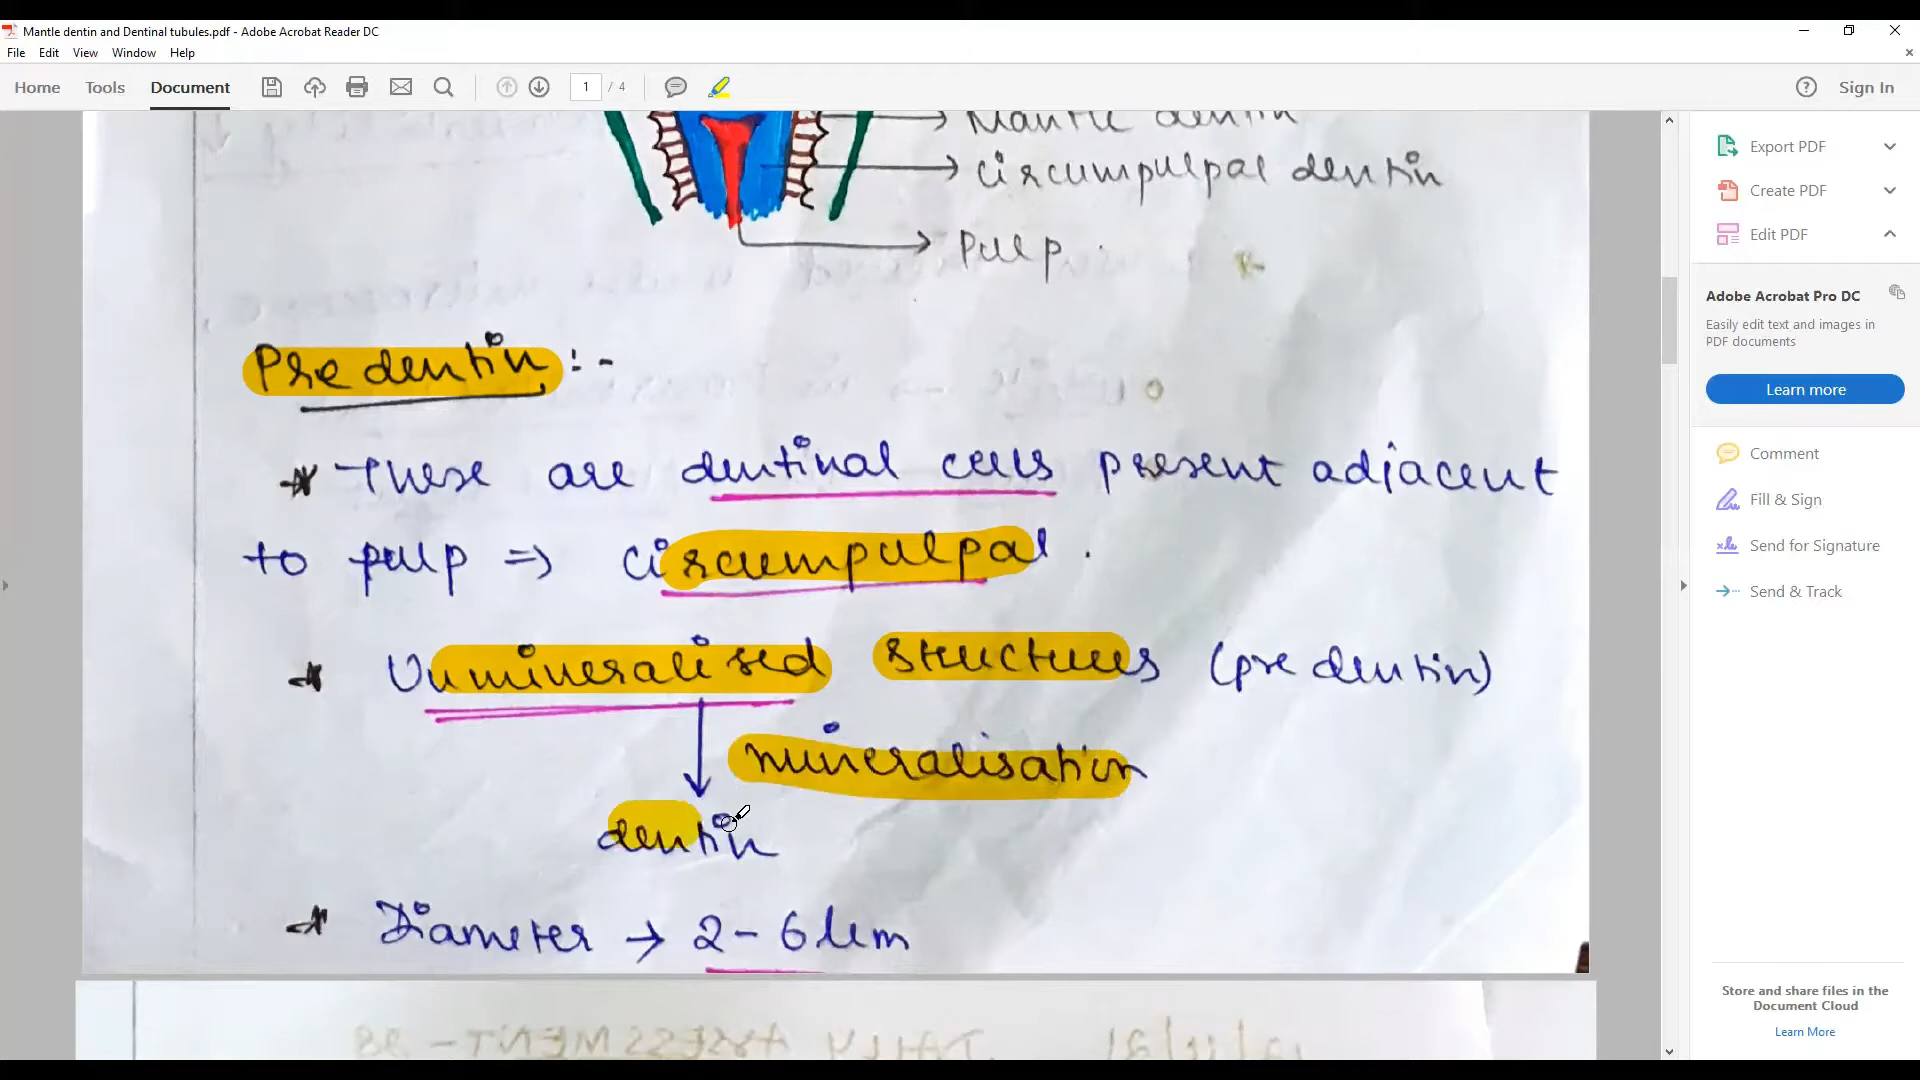 Mantle dentin and Dentinal tubules.pdf - Adobe Acrobat Reader DC
File Edit View Window Help
Home Tools Document 1 / 4 Sign In
Mantle dentin
circumpulpal dentin
Pulp
Predentin :-
These are dentinal cells present adjacent
to pulp => circumpulpal.
Unmineralised structures (predentin)
mineralisation
dentin
Diameter → 2-6 um
Export PDF
Create PDF
Edit PDF
Adobe Acrobat Pro DC
Easily edit text and images in
PDF documents
Learn more
Comment
Fill & Sign
Send for Signature
Send & Track
Store and share files in the
Document Cloud
Learn More